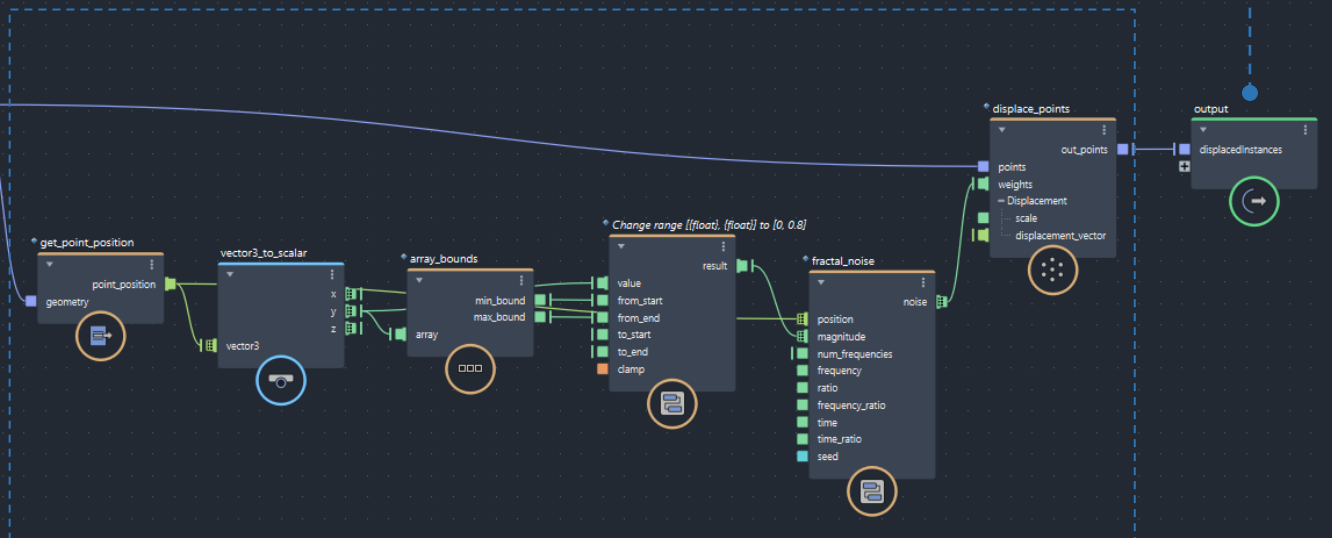 displace_points
out_points
points
weights
Displacement
scale
displacement_vector
output
displacedInstances
get_point_position
point_position
geometry
vector3_to_scalar
x
y
z
vector3
array_bounds
min_bound
max_bound
array
Change range [{float}, {float}] to [0, 0.8]
result
value
from_start
from_end
to_start
to_end
clamp
fractal_noise
noise
position
magnitude
num_frequencies
frequency
ratio
frequency_ratio
time
time_ratio
seed